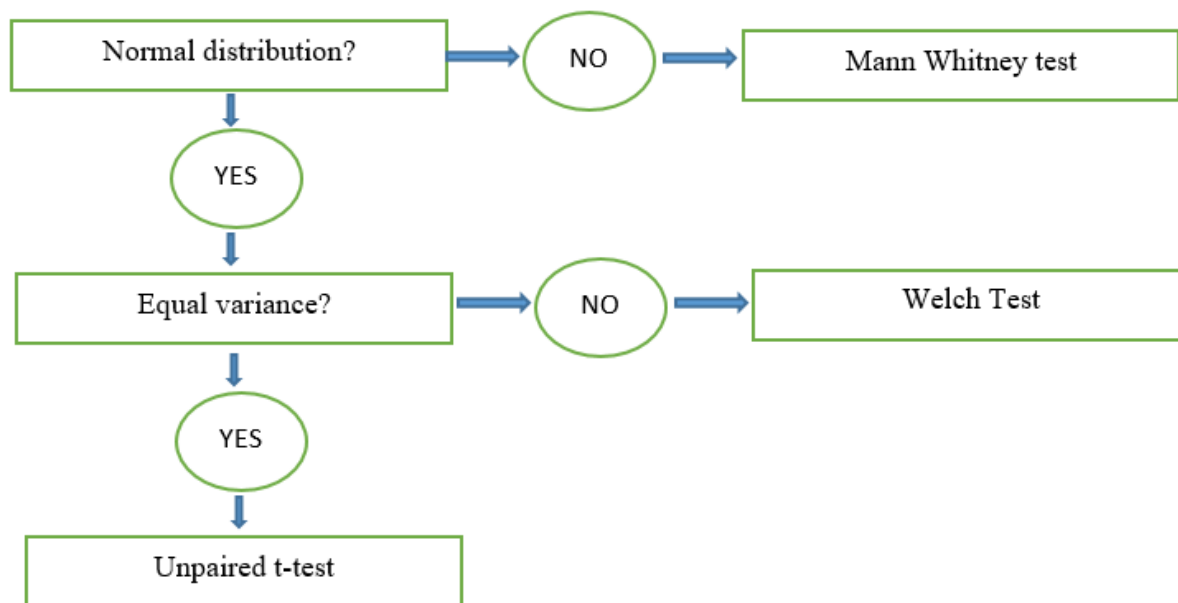 Normal distribution?
NO
Mann Whitney test
YES
Equal variance?
NO
Welch Test
YES
Unpaired t-test